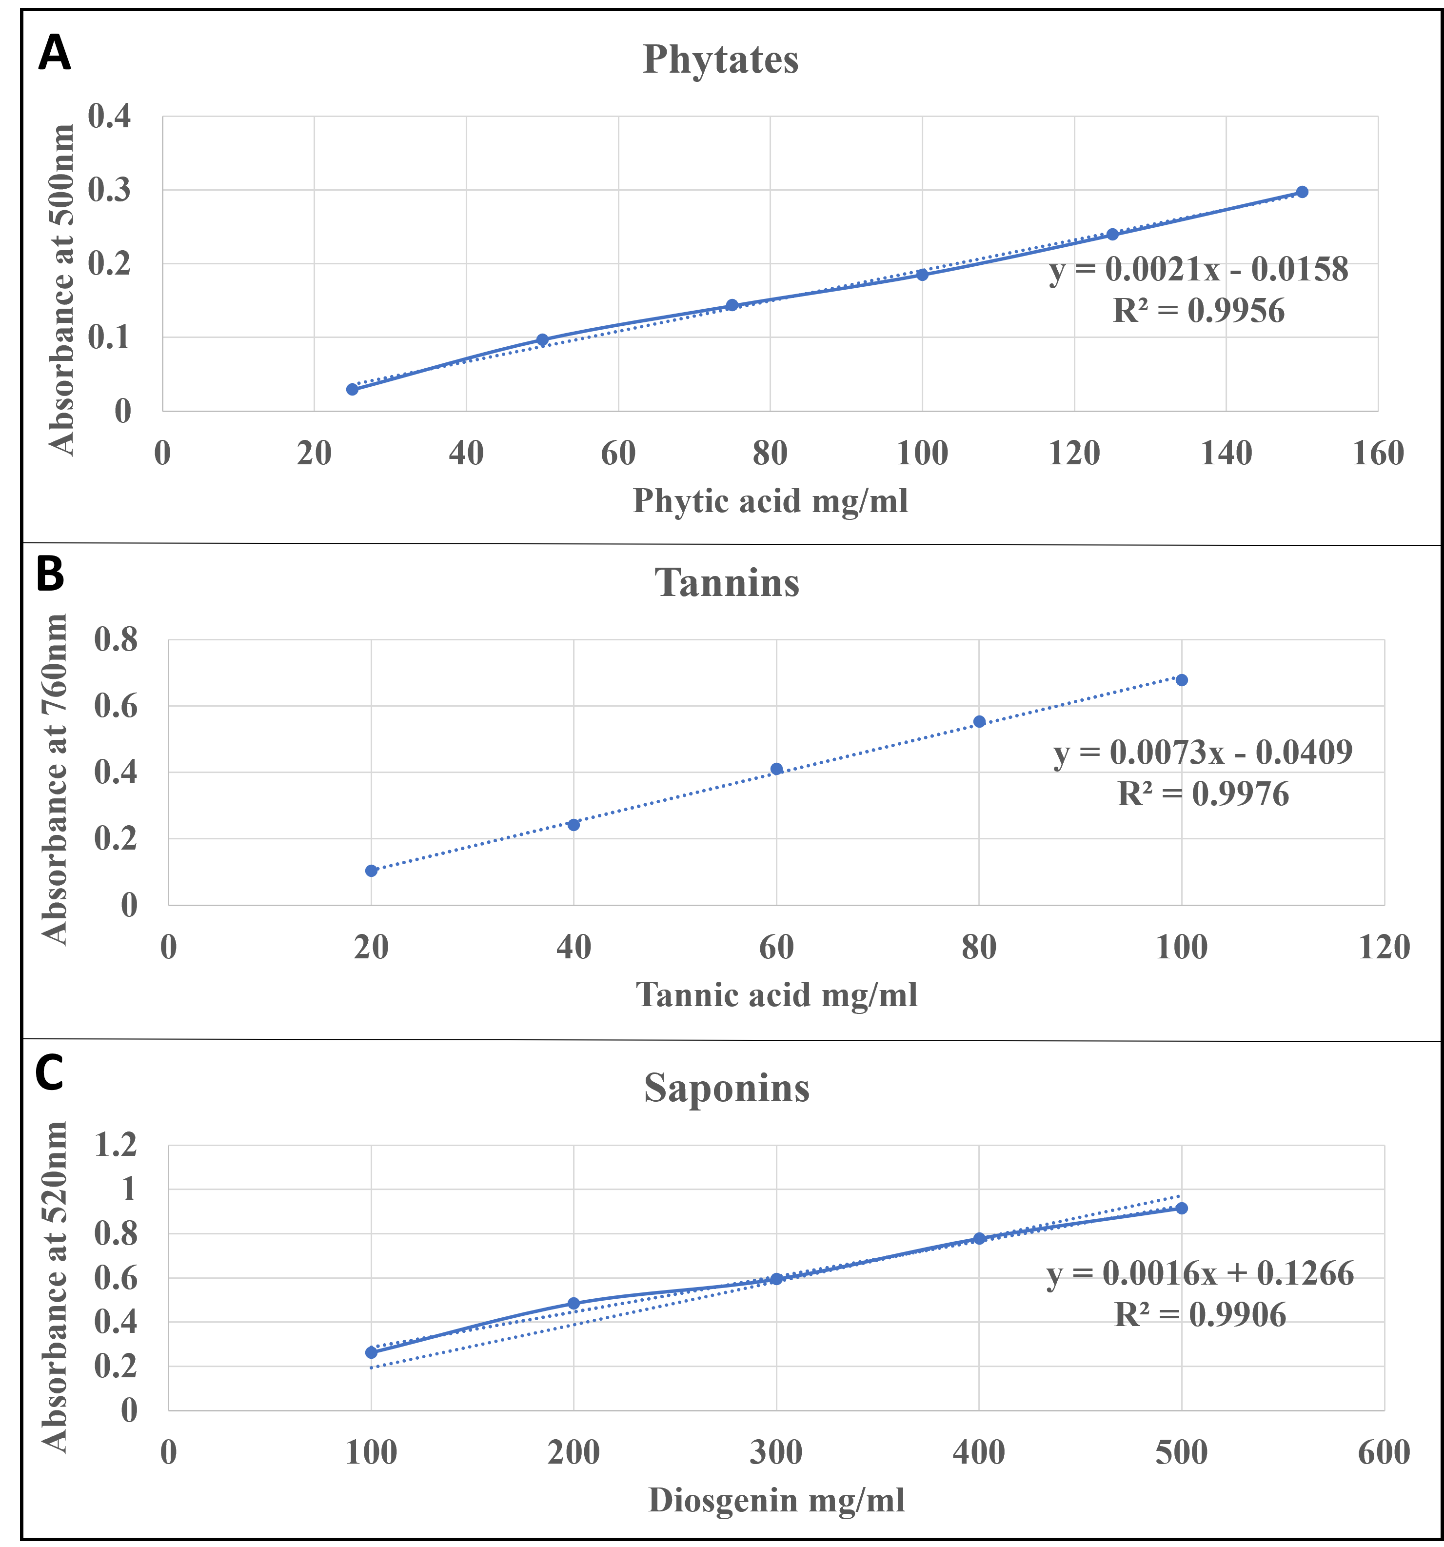 A
Phytates
Absorbance at 500nm
0.4
0.3
0.2
0.1
0
y = 0.0021x - 0.0158
R² = 0.9956
0 20 40 60 80 100 120 140 160
Phytic acid mg/ml
B
Tannins
Absorbance at 760nm
0.8
0.6
0.4
0.2
0
y = 0.0073x - 0.0409
R² = 0.9976
0 20 40 60 80 100 120
Tannic acid mg/ml
C
Saponins
Absorbance at 520nm
1.2
1
0.8
0.6
0.4
0.2
0
y = 0.0016x + 0.1266
R² = 0.9906
0 100 200 300 400 500 600
Diosgenin mg/ml